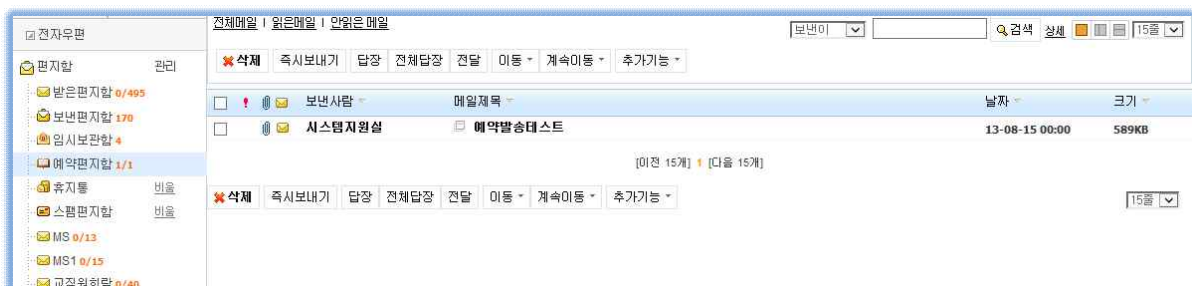 전자우편
편지함 관리
받은편지함 0/495
보낸편지함 170
임시보관함 4
예약편지함 1/1
휴지통 비움
스팸편지함 비움
MS 0/13
MS1 0/15
교직원회람 0/40
전체메일 | 읽은메일 | 안읽은 메일
보낸이 검색 상세 15줄
삭제 즉시보내기 답장 전체답장 전달 이동 계속이동 추가기능
보낸사람 메일제목 날짜 크기
시스템지원실 예약발송테스트 13-08-15 00:00 589KB
[이전 15개] 1 [다음 15개]
삭제 즉시보내기 답장 전체답장 전달 이동 계속이동 추가기능
15줄